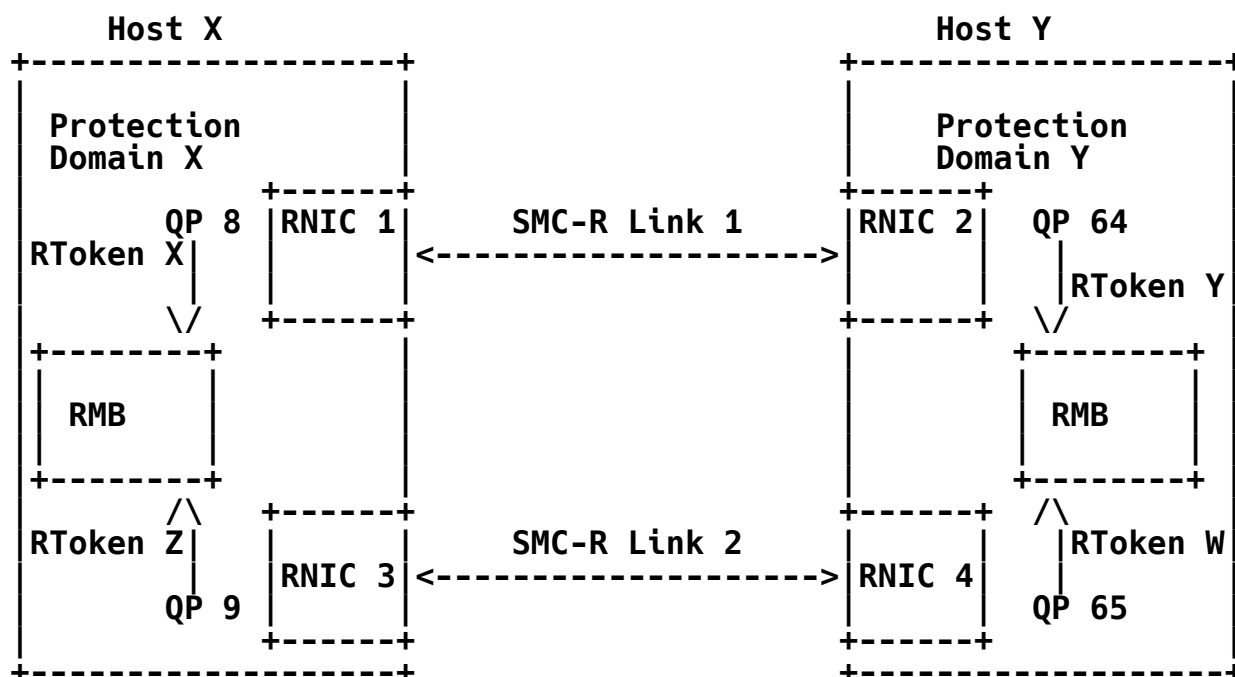 Host X Host Y
Protection Protection
Domain X Domain Y
QP 8 RNIC 1 SMC-R Link 1 RNIC 2 QP 64
RToken X
RToken Y
RMB RMB
RToken Z SMC-R Link 2 RToken W
RNIC 3 RNIC 4
QP 9 QP 65